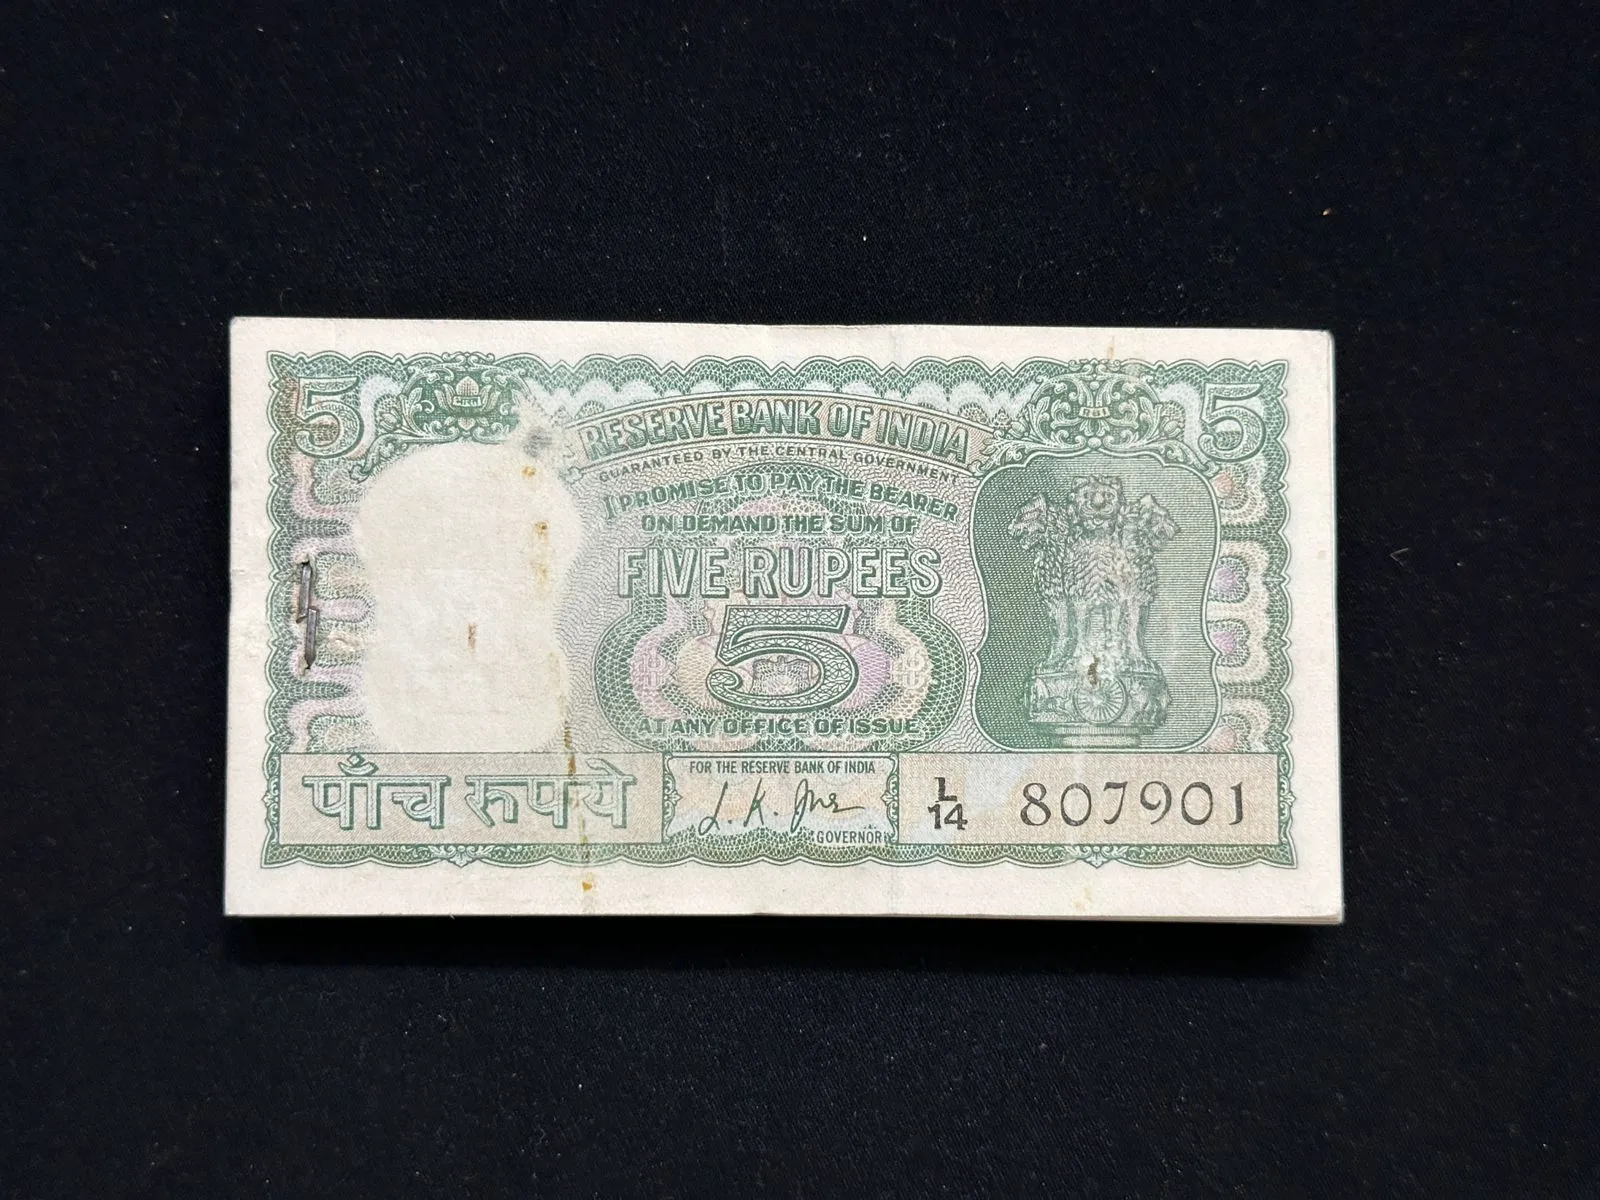 5 5
RBI
RESERVE BANK OF INDIA
GUARANTEED BY THE CENTRAL GOVERNMENT
I PROMISE TO PAY THE BEARER
ON DEMAND THE SUM OF
FIVE RUPEES
5
AT ANY OFFICE OF ISSUE
पाँच रुपये
FOR THE RESERVE BANK OF INDIA
GOVERNOR
L/14 807901